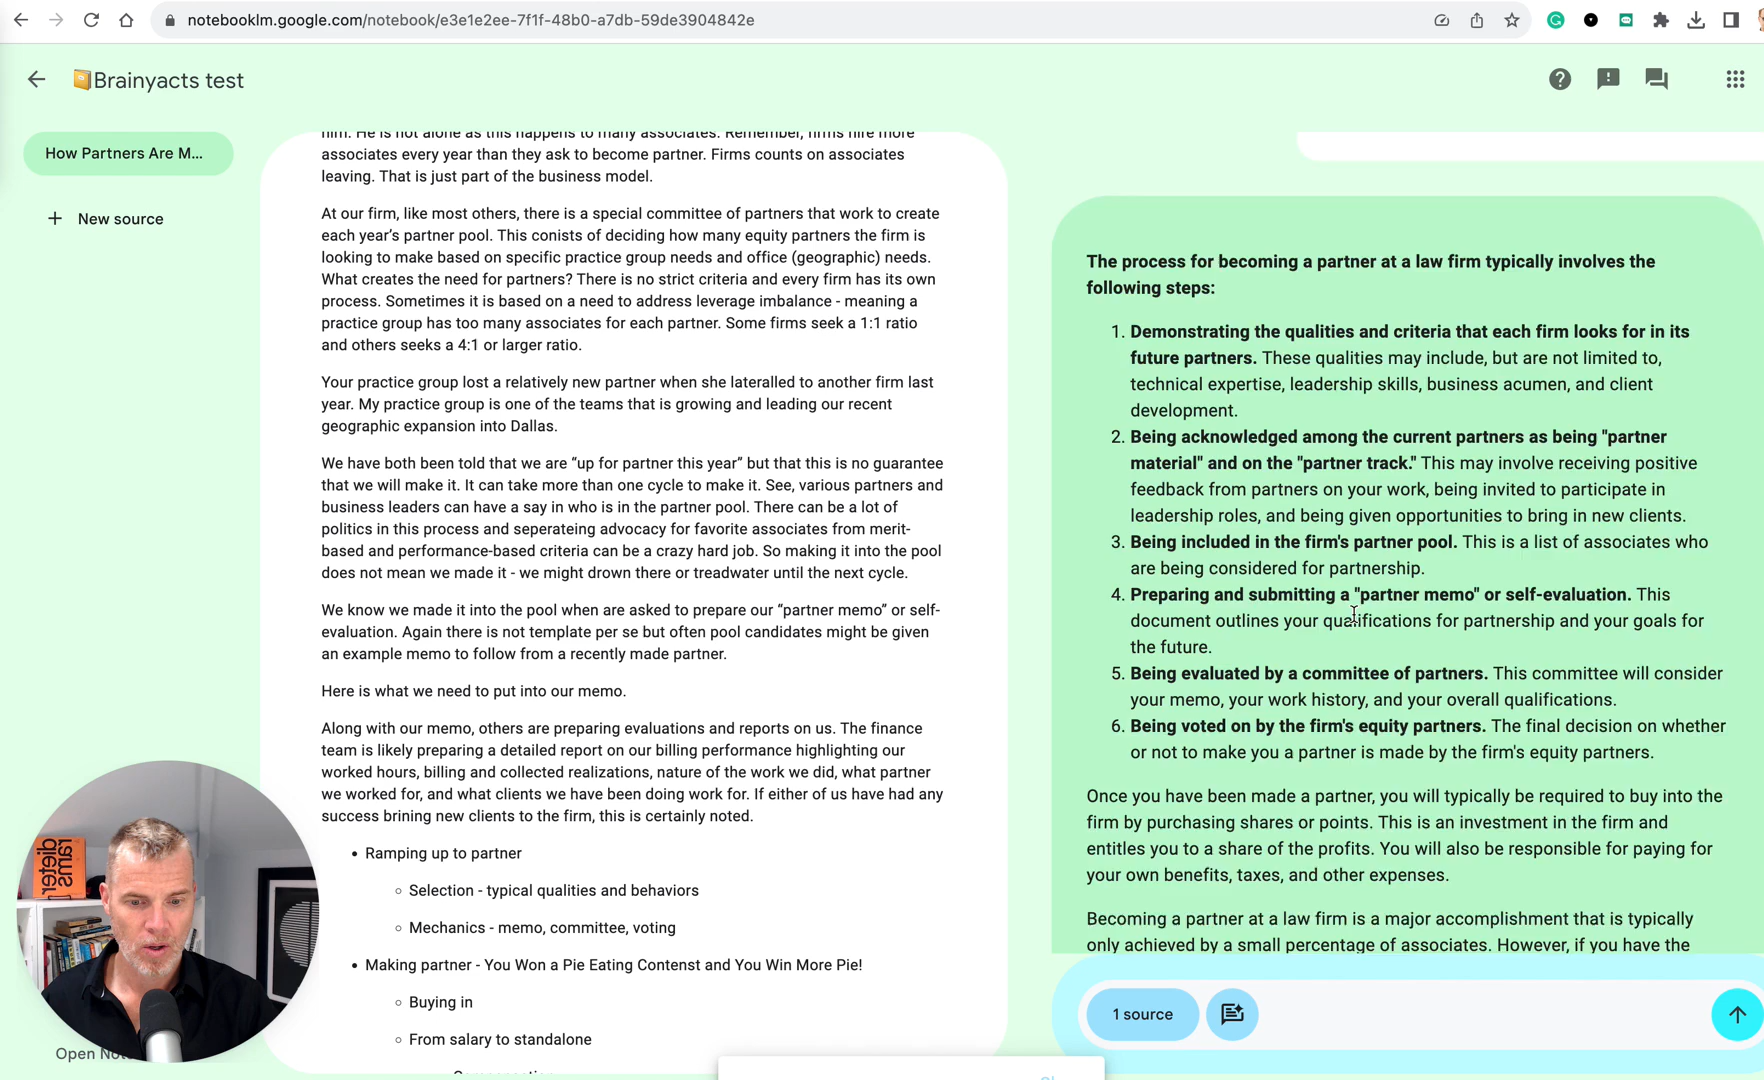 notebooklm.google.com/notebook/e3e1e2ee-7f1f-48b0-a7db-59de3904842e
Brainyacts test
How Partners Are M...
+ New source
him. He is not alone as this happens to many associates. Remember, firms hire more
associates every year than they ask to become partner. Firms counts on associates
leaving. That is just part of the business model.
At our firm, like most others, there is a special committee of partners that work to create
each year's partner pool. This conists of deciding how many equity partners the firm is
looking to make based on specific practice group needs and office (geographic) needs.
What creates the need for partners? There is no strict criteria and every firm has its own
process. Sometimes it is based on a need to address leverage imbalance - meaning a
practice group has too many associates for each partner. Some firms seek a 1:1 ratio
and others seeks a 4:1 or larger ratio.
Your practice group lost a relatively new partner when she lateralled to another firm last
year. My practice group is one of the teams that is growing and leading our recent
geographic expansion into Dallas.
We have both been told that we are “up for partner this year” but that this is no guarantee
that we will make it. It can take more than one cycle to make it. See, various partners and
business leaders can have a say in who is in the partner pool. There can be a lot of
politics in this process and seperateing advocacy for favorite associates from merit-
based and performance-based criteria can be a crazy hard job. So making it into the pool
does not mean we made it - we might drown there or treadwater until the next cycle.
We know we made it into the pool when are asked to prepare our “partner memo” or self-
evaluation. Again there is not template per se but often pool candidates might be given
an example memo to follow from a recently made partner.
Here is what we need to put into our memo.
Along with our memo, others are preparing evaluations and reports on us. The finance
team is likely preparing a detailed report on our billing performance highlighting our
worked hours, billing and collected realizations, nature of the work we did, what partner
we worked for, and what clients we have been doing work for. If either of us have had any
success brining new clients to the firm, this is certainly noted.
• Ramping up to partner
○ Selection - typical qualities and behaviors
○ Mechanics - memo, committee, voting
• Making partner - You Won a Pie Eating Contenst and You Win More Pie!
○ Buying in
○ From salary to standalone
The process for becoming a partner at a law firm typically involves the
following steps:
1. Demonstrating the qualities and criteria that each firm looks for in its
future partners. These qualities may include, but are not limited to,
technical expertise, leadership skills, business acumen, and client
development.
2. Being acknowledged among the current partners as being "partner
material" and on the "partner track." This may involve receiving positive
feedback from partners on your work, being invited to participate in
leadership roles, and being given opportunities to bring in new clients.
3. Being included in the firm's partner pool. This is a list of associates who
are being considered for partnership.
4. Preparing and submitting a "partner memo" or self-evaluation. This
document outlines your qualifications for partnership and your goals for
the future.
5. Being evaluated by a committee of partners. This committee will consider
your memo, your work history, and your overall qualifications.
6. Being voted on by the firm's equity partners. The final decision on whether
or not to make you a partner is made by the firm's equity partners.
Once you have been made a partner, you will typically be required to buy into the
firm by purchasing shares or points. This is an investment in the firm and
entitles you to a share of the profits. You will also be responsible for paying for
your own benefits, taxes, and other expenses.
Becoming a partner at a law firm is a major accomplishment that is typically
only achieved by a small percentage of associates. However, if you have the
1 source
dieter
rams
Open